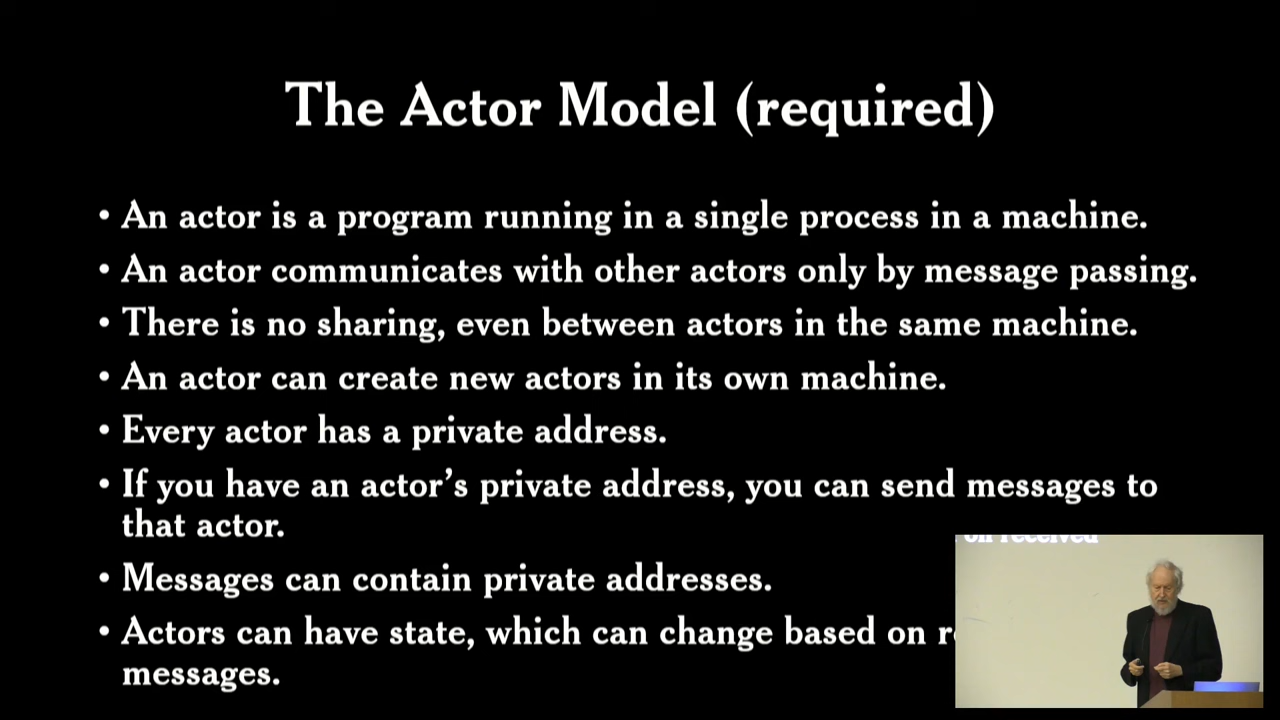 The Actor Model (required)
• An actor is a program running in a single process in a machine.
• An actor communicates with other actors only by message passing.
• There is no sharing, even between actors in the same machine.
• An actor can create new actors in its own machine.
• Every actor has a private address.
• If you have an actor's private address, you can send messages to
that actor.
on received
• Messages can contain private addresses.
• Actors can have state, which can change based on
messages.